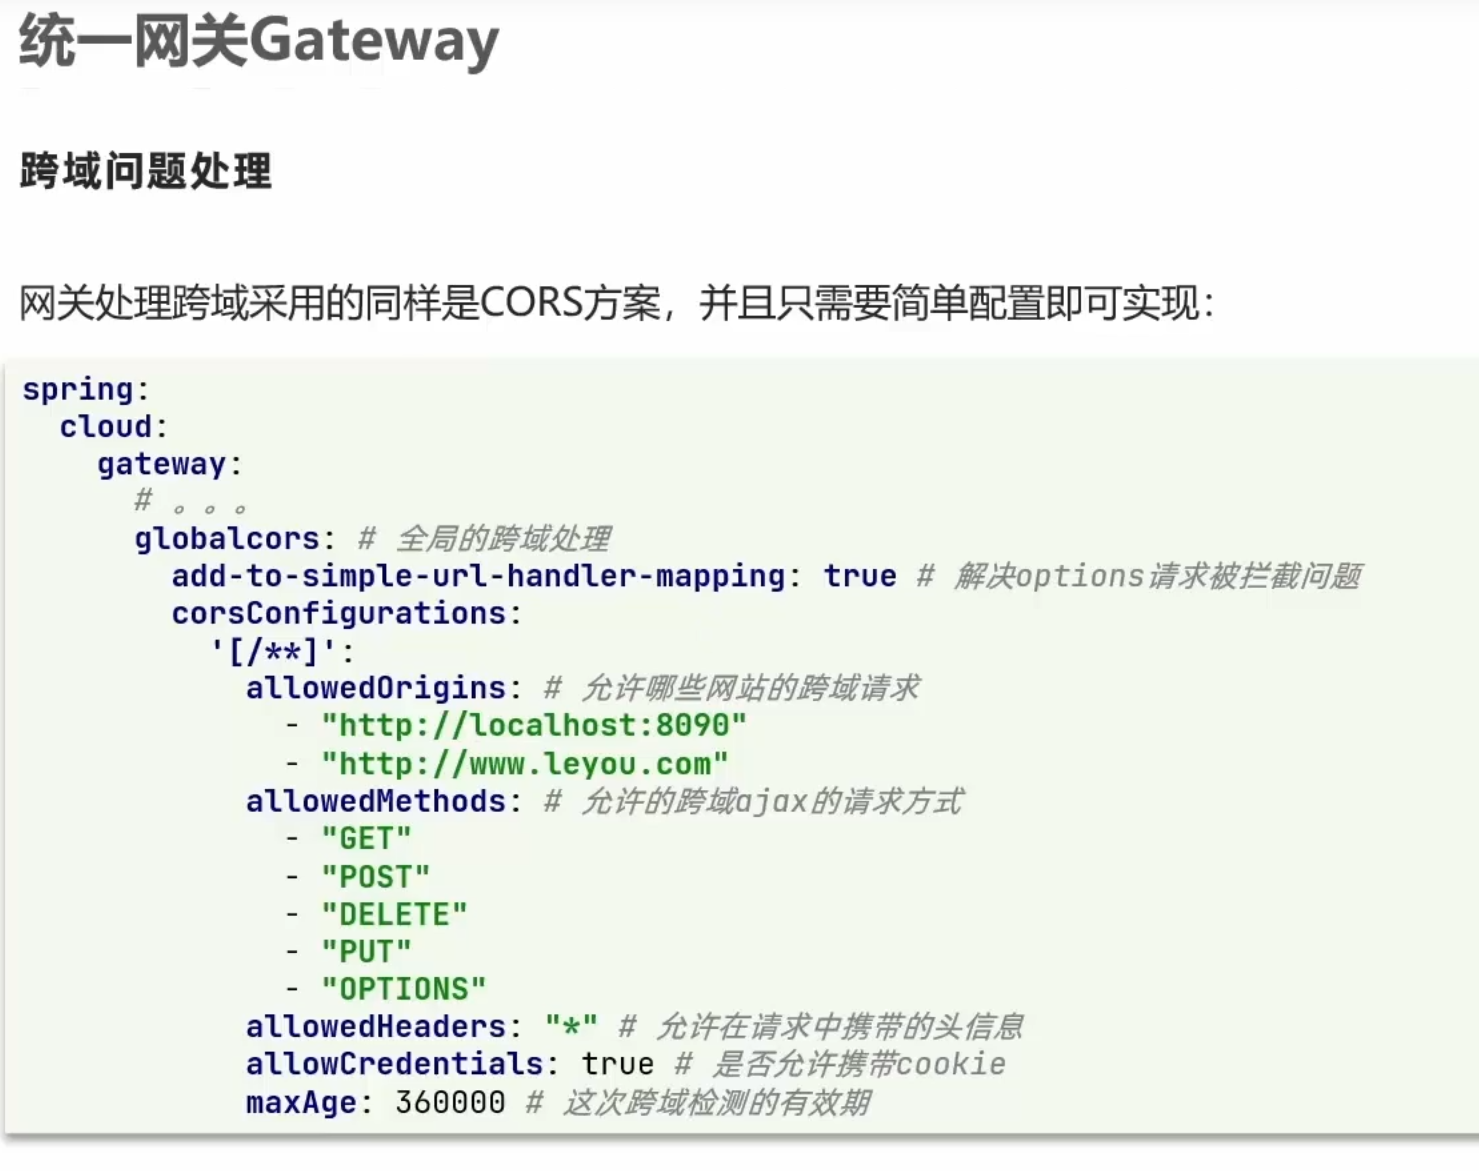 统一网关Gateway
跨域问题处理
网关处理跨域采用的同样是CORS方案，并且只需要简单配置即可实现：
spring:
  cloud:
    gateway:
      # 。。。
      globalcors: # 全局的跨域处理
        add-to-simple-url-handler-mapping: true # 解决options请求被拦截问题
        corsConfigurations:
          '[/**]':
            allowedOrigins: # 允许哪些网站的跨域请求
              - "http://localhost:8090"
              - "http://www.leyou.com"
            allowedMethods: # 允许的跨域ajax的请求方式
              - "GET"
              - "POST"
              - "DELETE"
              - "PUT"
              - "OPTIONS"
            allowedHeaders: "*" # 允许在请求中携带的头信息
            allowCredentials: true # 是否允许携带cookie
            maxAge: 360000 # 这次跨域检测的有效期